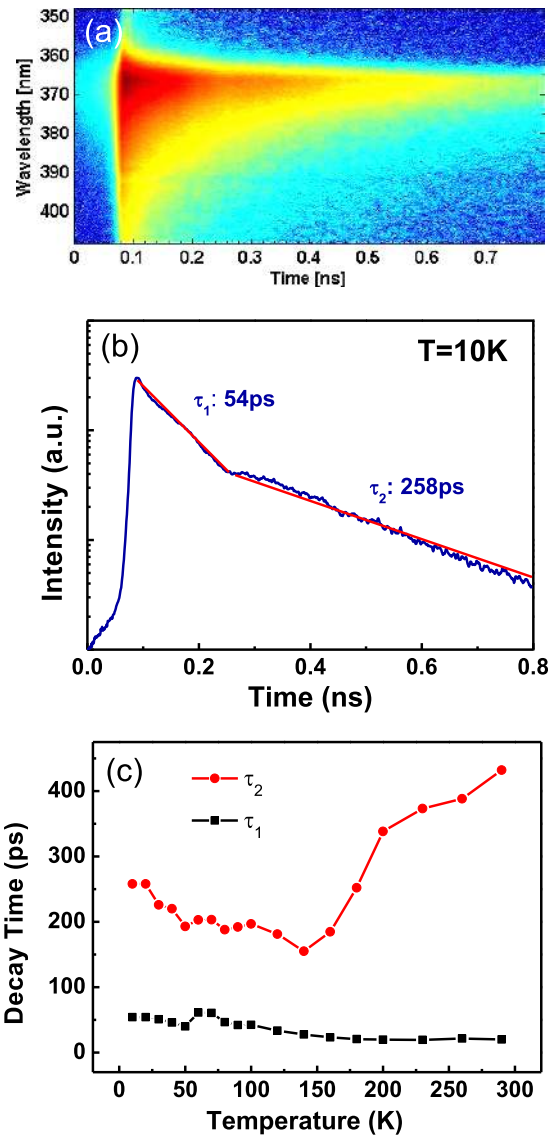 (a)
350
360
370
380
390
400
Wavelength [nm]
0 0.1 0.2 0.3 0.4 0.5 0.6 0.7
Time [ns]
(b)
T=10K
τ1: 54ps
τ2: 258ps
Intensity (a.u.)
0.0 0.2 0.4 0.6 0.8
Time (ns)
(c)
τ2
τ1
400
300
200
100
0
Decay Time (ps)
0 50 100 150 200 250 300
Temperature (K)